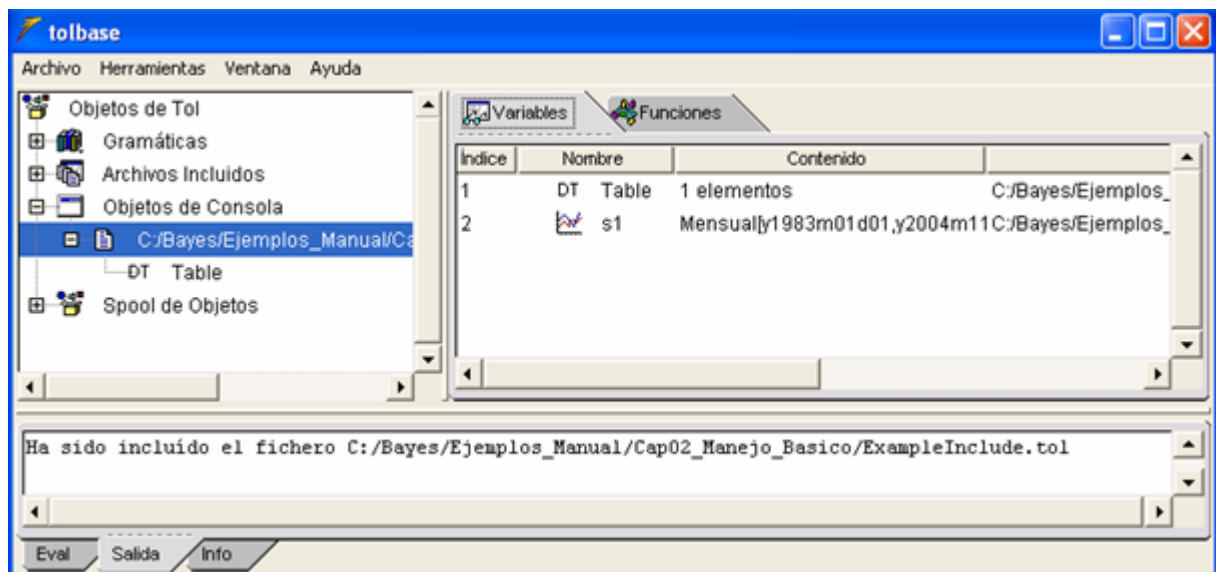 tolbase
Archivo Herramientas Ventana Ayuda
Objetos de Tol
Gramáticas
Archivos Incluidos
Objetos de Consola
C:/Bayes/Ejemplos_Manual/Ca
DT Table
Spool de Objetos
Variables Funciones
Índice Nombre Contenido
1 DT Table 1 elementos C:/Bayes/Ejemplos_
2 s1 Mensual[y1983m01d01,y2004m11 C:/Bayes/Ejemplos_
Ha sido incluído el fichero C:/Bayes/Ejemplos_Manual/Cap02_Manejo_Basico/ExampleInclude.tol
Eval Salida Info